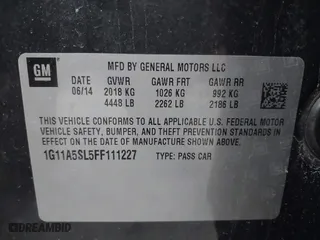 GM
MFD BY GENERAL MOTORS LLC
DATE GVWR GAWR FRT GAWR RR
06/14 2018 KG 1026 KG 992 KG
4448 LB 2262 LB 2186 LB
THIS VEHICLE CONFORMS TO ALL APPLICABLE U.S. FEDERAL MOTOR
VEHICLE SAFETY, BUMPER, AND THEFT PREVENTION STANDARDS IN
EFFECT ON THE DATE OF MANUFACTURE SHOWN ABOVE.
1G11A5SL5FF111227 TYPE: PASS CAR
DREAMBID